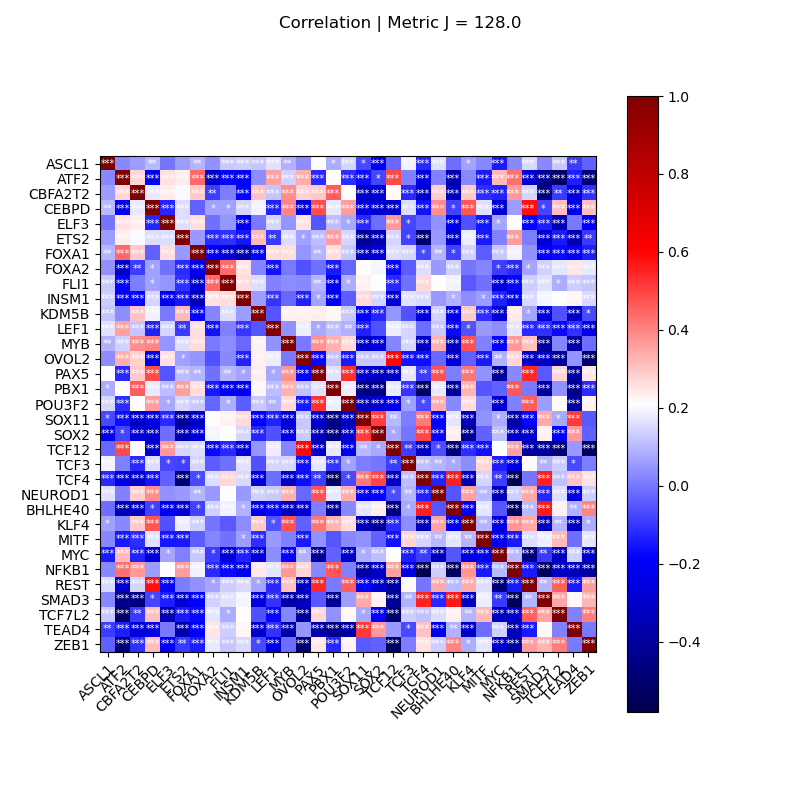 Correlation | Metric J = 128.0
ASCL1
ATF2
CBFA2T2
CEBPD
ELF3
ETS2
FOXA1
FOXA2
FLI1
INSM1
KDM5B
LEF1
MYB
OVOL2
PAX5
PBX1
POU3F2
SOX11
SOX2
TCF12
TCF3
TCF4
NEUROD1
BHLHE40
KLF4
MITF
MYC
NFKB1
REST
SMAD3
TCF7L2
TEAD4
ZEB1
ASCL1
ATF2
CBFA2T2
CEBPD
ELF3
ETS2
FOXA1
FOXA2
FLI1
INSM1
KDM5B
LEF1
MYB
OVOL2
PAX5
PBX1
POU3F2
SOX11
SOX2
TCF12
TCF3
TCF4
NEUROD1
BHLHE40
KLF4
MITF
MYC
NFKB1
REST
SMAD3
TCF7L2
TEAD4
ZEB1
1.0
0.8
0.6
0.4
0.2
0.0
−0.2
−0.4